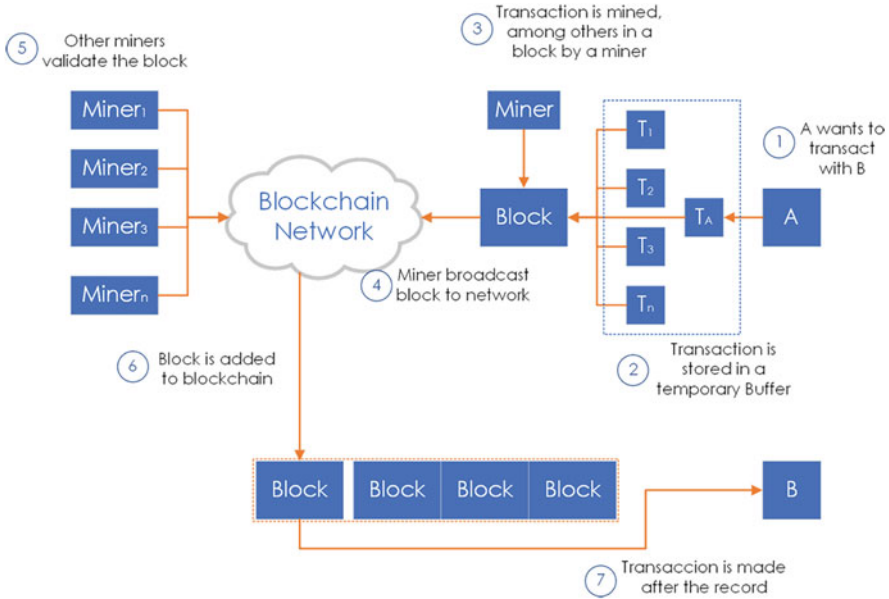 5
Other miners
validate the block
3
Transaction is mined,
among others in a
block by a miner
1
A wants to
transact
with B
Miner1
Miner2
Miner3
Minern
Blockchain
Network
Miner
Block
T1
T2
T3
Tn
TA
A
4
Miner broadcast
block to network
2
Transaction is
stored in a
temporary Buffer
6
Block is added
to blockchain
Block Block Block Block
B
7
Transaccion is made
after the record